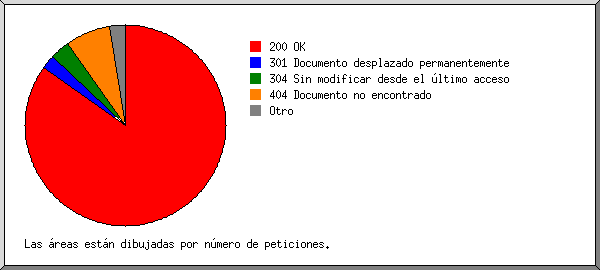 200 OK
301 Documento desplazado permanentemente
304 Sin modificar desde el último acceso
404 Documento no encontrado
Otro
Las áreas están dibujadas por número de peticiones.